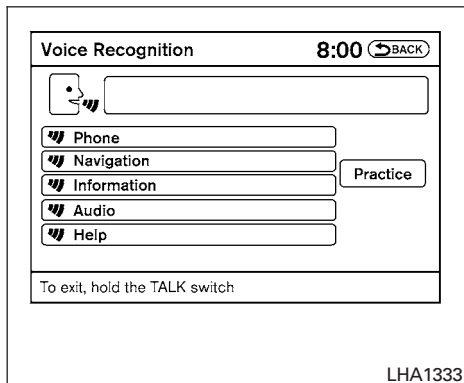 Voice Recognition 8:00 BACK
Phone
Navigation
Practice
Information
Audio
Help
To exit, hold the TALK switch
LHA1333